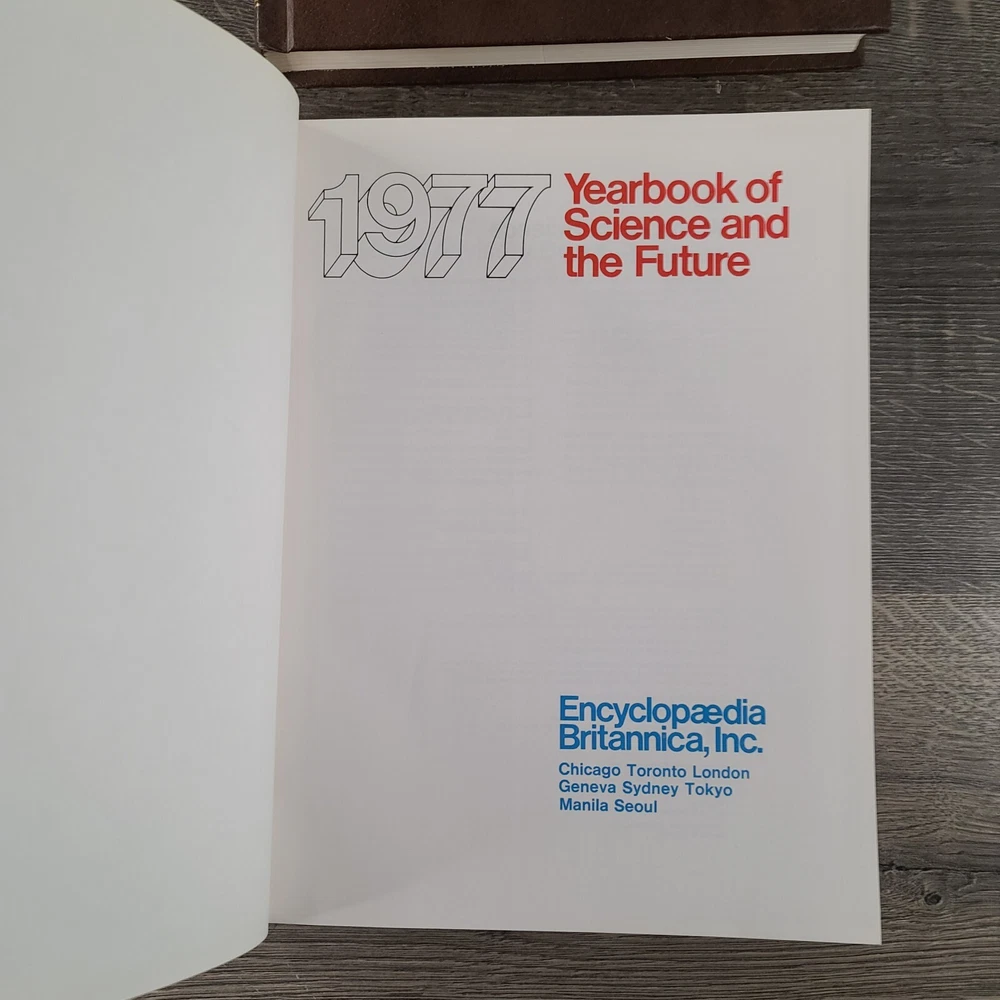 1977
Yearbook of
Science and
the Future
Encyclopædia
Britannica, Inc.
Chicago Toronto London
Geneva Sydney Tokyo
Manila Seoul